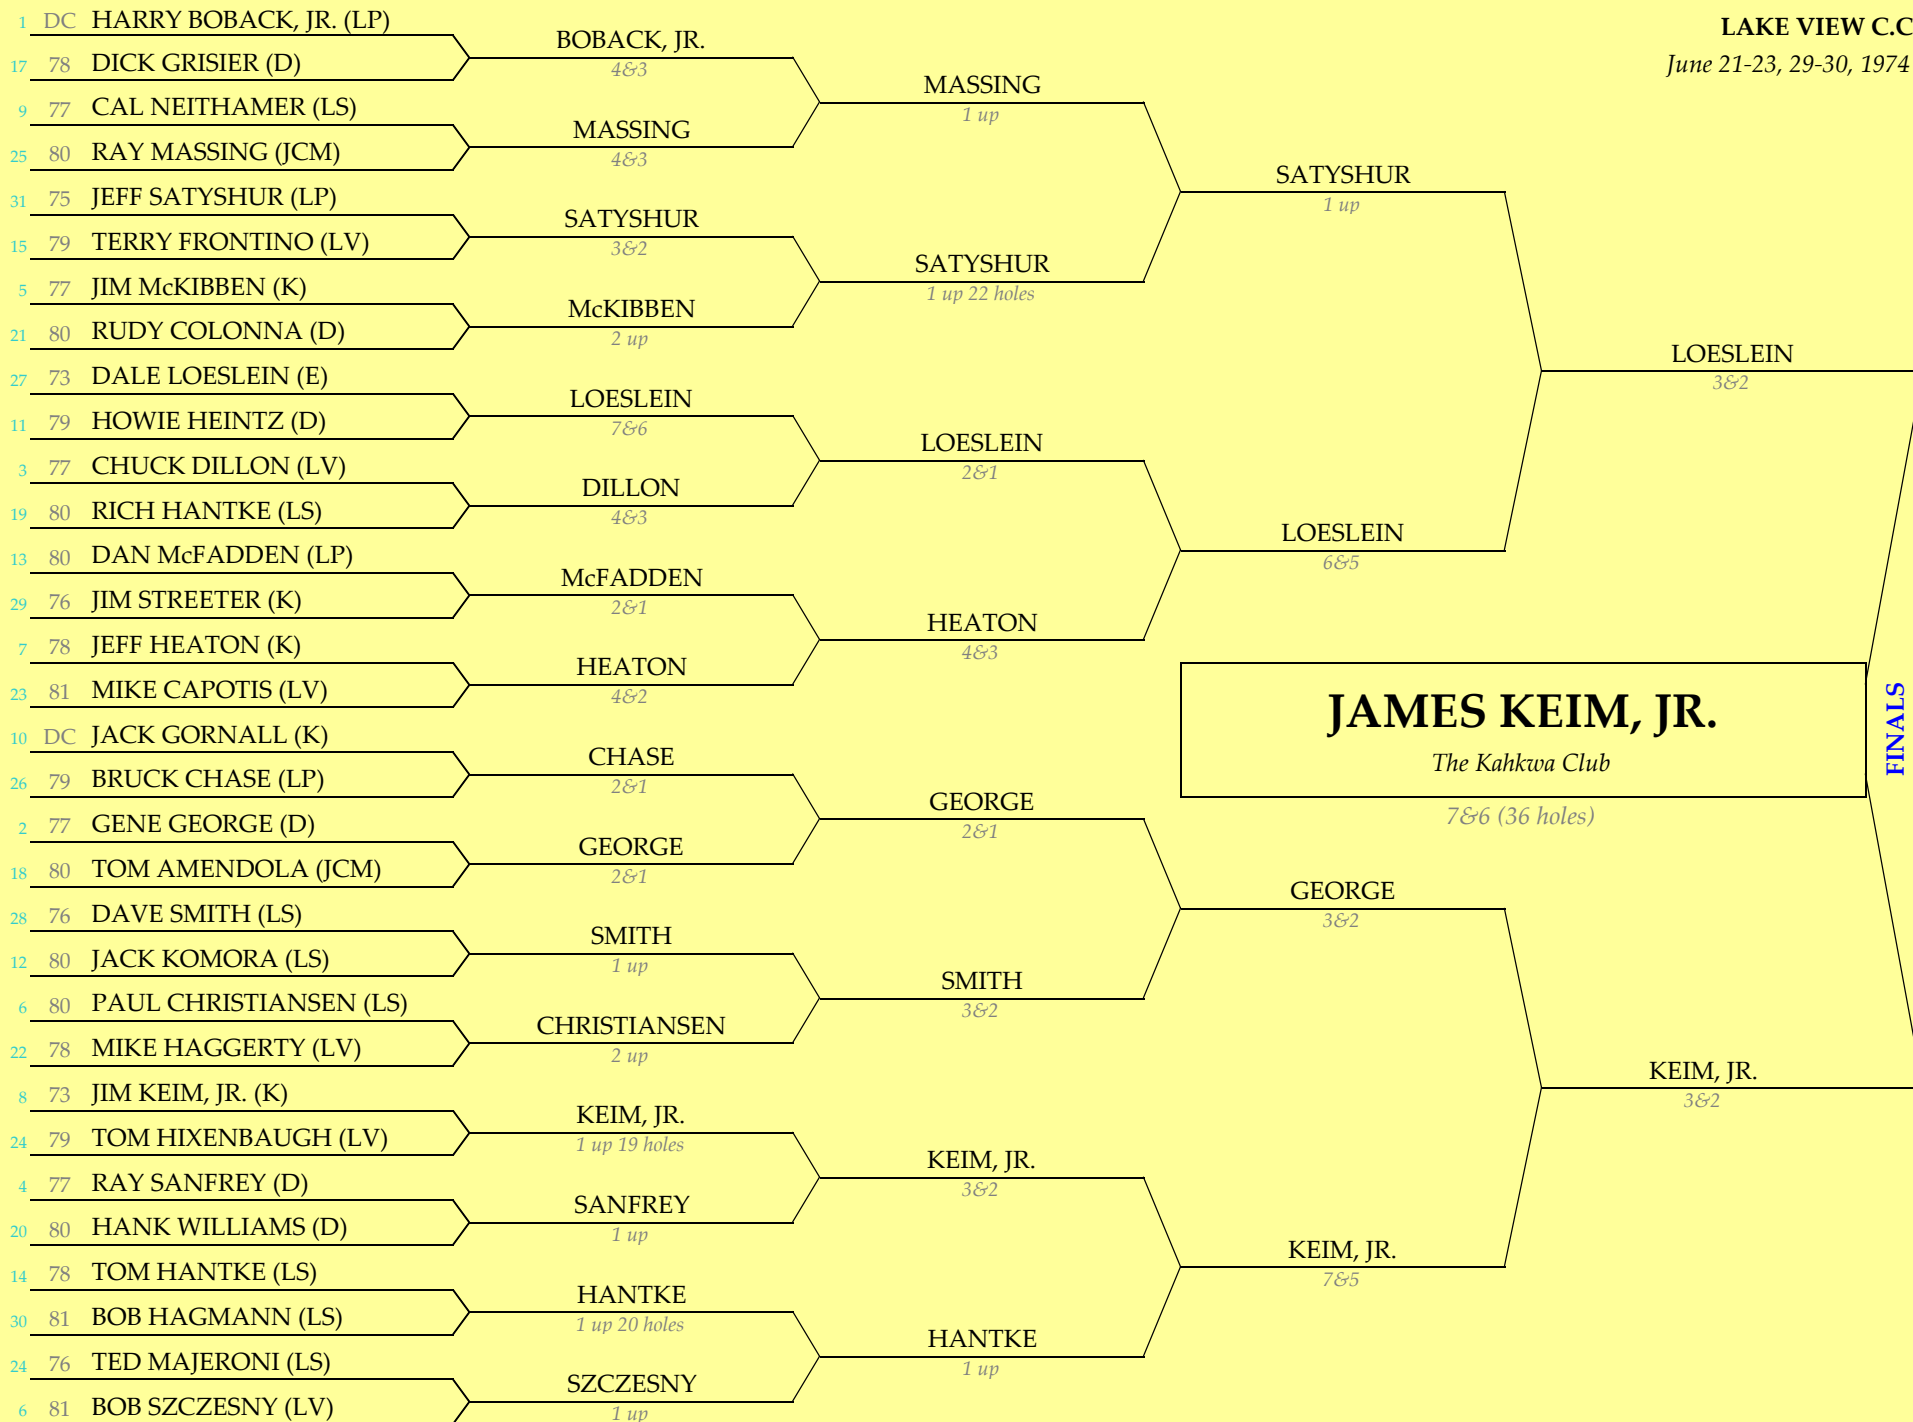 1 DC HARRY BOBACK, JR. (LP)
17 78 DICK GRISIER (D)
9 77 CAL NEITHAMER (LS)
25 80 RAY MASSING (JCM)
31 75 JEFF SATYSHUR (LP)
15 79 TERRY FRONTINO (LV)
5 77 JIM McKIBBEN (K)
21 80 RUDY COLONNA (D)
27 73 DALE LOESLEIN (E)
11 79 HOWIE HEINTZ (D)
3 77 CHUCK DILLON (LV)
19 80 RICH HANTKE (LS)
13 80 DAN McFADDEN (LP)
29 76 JIM STREETER (K)
7 78 JEFF HEATON (K)
23 81 MIKE CAPOTIS (LV)
10 DC JACK GORNALL (K)
26 79 BRUCK CHASE (LP)
2 77 GENE GEORGE (D)
18 80 TOM AMENDOLA (JCM)
28 76 DAVE SMITH (LS)
12 80 JACK KOMORA (LS)
6 80 PAUL CHRISTIANSEN (LS)
22 78 MIKE HAGGERTY (LV)
8 73 JIM KEIM, JR. (K)
24 79 TOM HIXENBAUGH (LV)
4 77 RAY SANFREY (D)
20 80 HANK WILLIAMS (D)
14 78 TOM HANTKE (LS)
30 81 BOB HAGMANN (LS)
24 76 TED MAJERONI (LS)
6 81 BOB SZCZESNY (LV)
BOBACK, JR.
4&3
MASSING
4&3
SATYSHUR
3&2
McKIBBEN
2 up
LOESLEIN
7&6
DILLON
4&3
McFADDEN
2&1
HEATON
4&2
CHASE
2&1
GEORGE
2&1
SMITH
1 up
CHRISTIANSEN
2 up
KEIM, JR.
1 up 19 holes
SANFREY
1 up
HANTKE
1 up 20 holes
SZCZESNY
1 up
MASSING
1 up
SATYSHUR
1 up 22 holes
LOESLEIN
2&1
HEATON
4&3
GEORGE
2&1
SMITH
3&2
KEIM, JR.
3&2
HANTKE
1 up
SATYSHUR
1 up
LOESLEIN
6&5
GEORGE
3&2
KEIM, JR.
7&5
LAKE VIEW C.C
June 21-23, 29-30, 1974
LOESLEIN
3&2
KEIM, JR.
3&2
JAMES KEIM, JR.
The Kahkwa Club
7&6 (36 holes)
FINALS